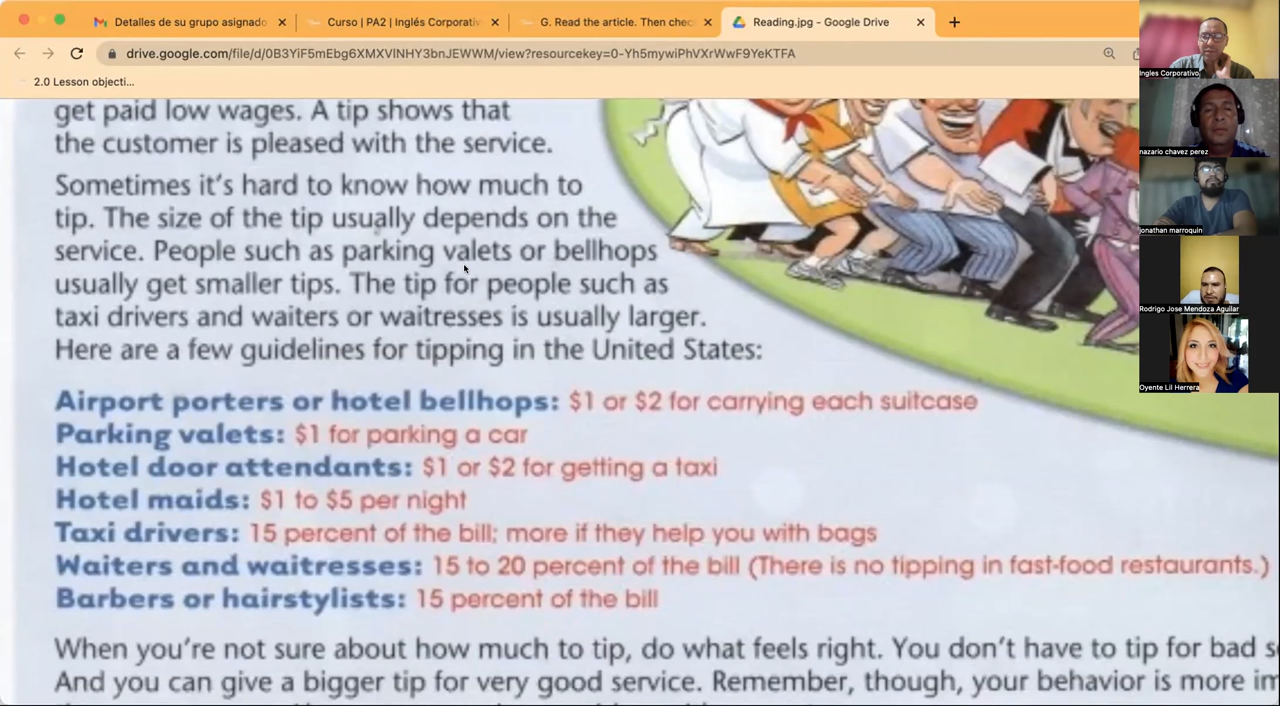 Detalles de su grupo asignado
Curso | PA2 | Inglés Corporativ
G. Read the article. Then chec
Reading.jpg - Google Drive
drive.google.com/file/d/0B3YiF5mEbg6XMXVlNHY3bnJEWWM/view?resourcekey=0-Yh5mywiPhVXrWwF9YeKTFA
2.0 Lesson objecti...
get paid low wages. A tip shows that
the customer is pleased with the service.
Sometimes it's hard to know how much to
tip. The size of the tip usually depends on the
service. People such as parking valets or bellhops
usually get smaller tips. The tip for people such as
taxi drivers and waiters or waitresses is usually larger.
Here are a few guidelines for tipping in the United States:
Airport porters or hotel bellhops: $1 or $2 for carrying each suitcase
Parking valets: $1 for parking a car
Hotel door attendants: $1 or $2 for getting a taxi
Hotel maids: $1 to $5 per night
Taxi drivers: 15 percent of the bill; more if they help you with bags
Waiters and waitresses: 15 to 20 percent of the bill (There is no tipping in fast-food restaurants.)
Barbers or hairstylists: 15 percent of the bill
When you're not sure about how much to tip, do what feels right. You don't have to tip for bad s
And you can give a bigger tip for very good service. Remember, though, your behavior is more im
Ingles Corporativo
nazario chavez perez
jonathan marroquin
Rodrigo Jose Mendoza Aguilar
Oyente Lil Herrera